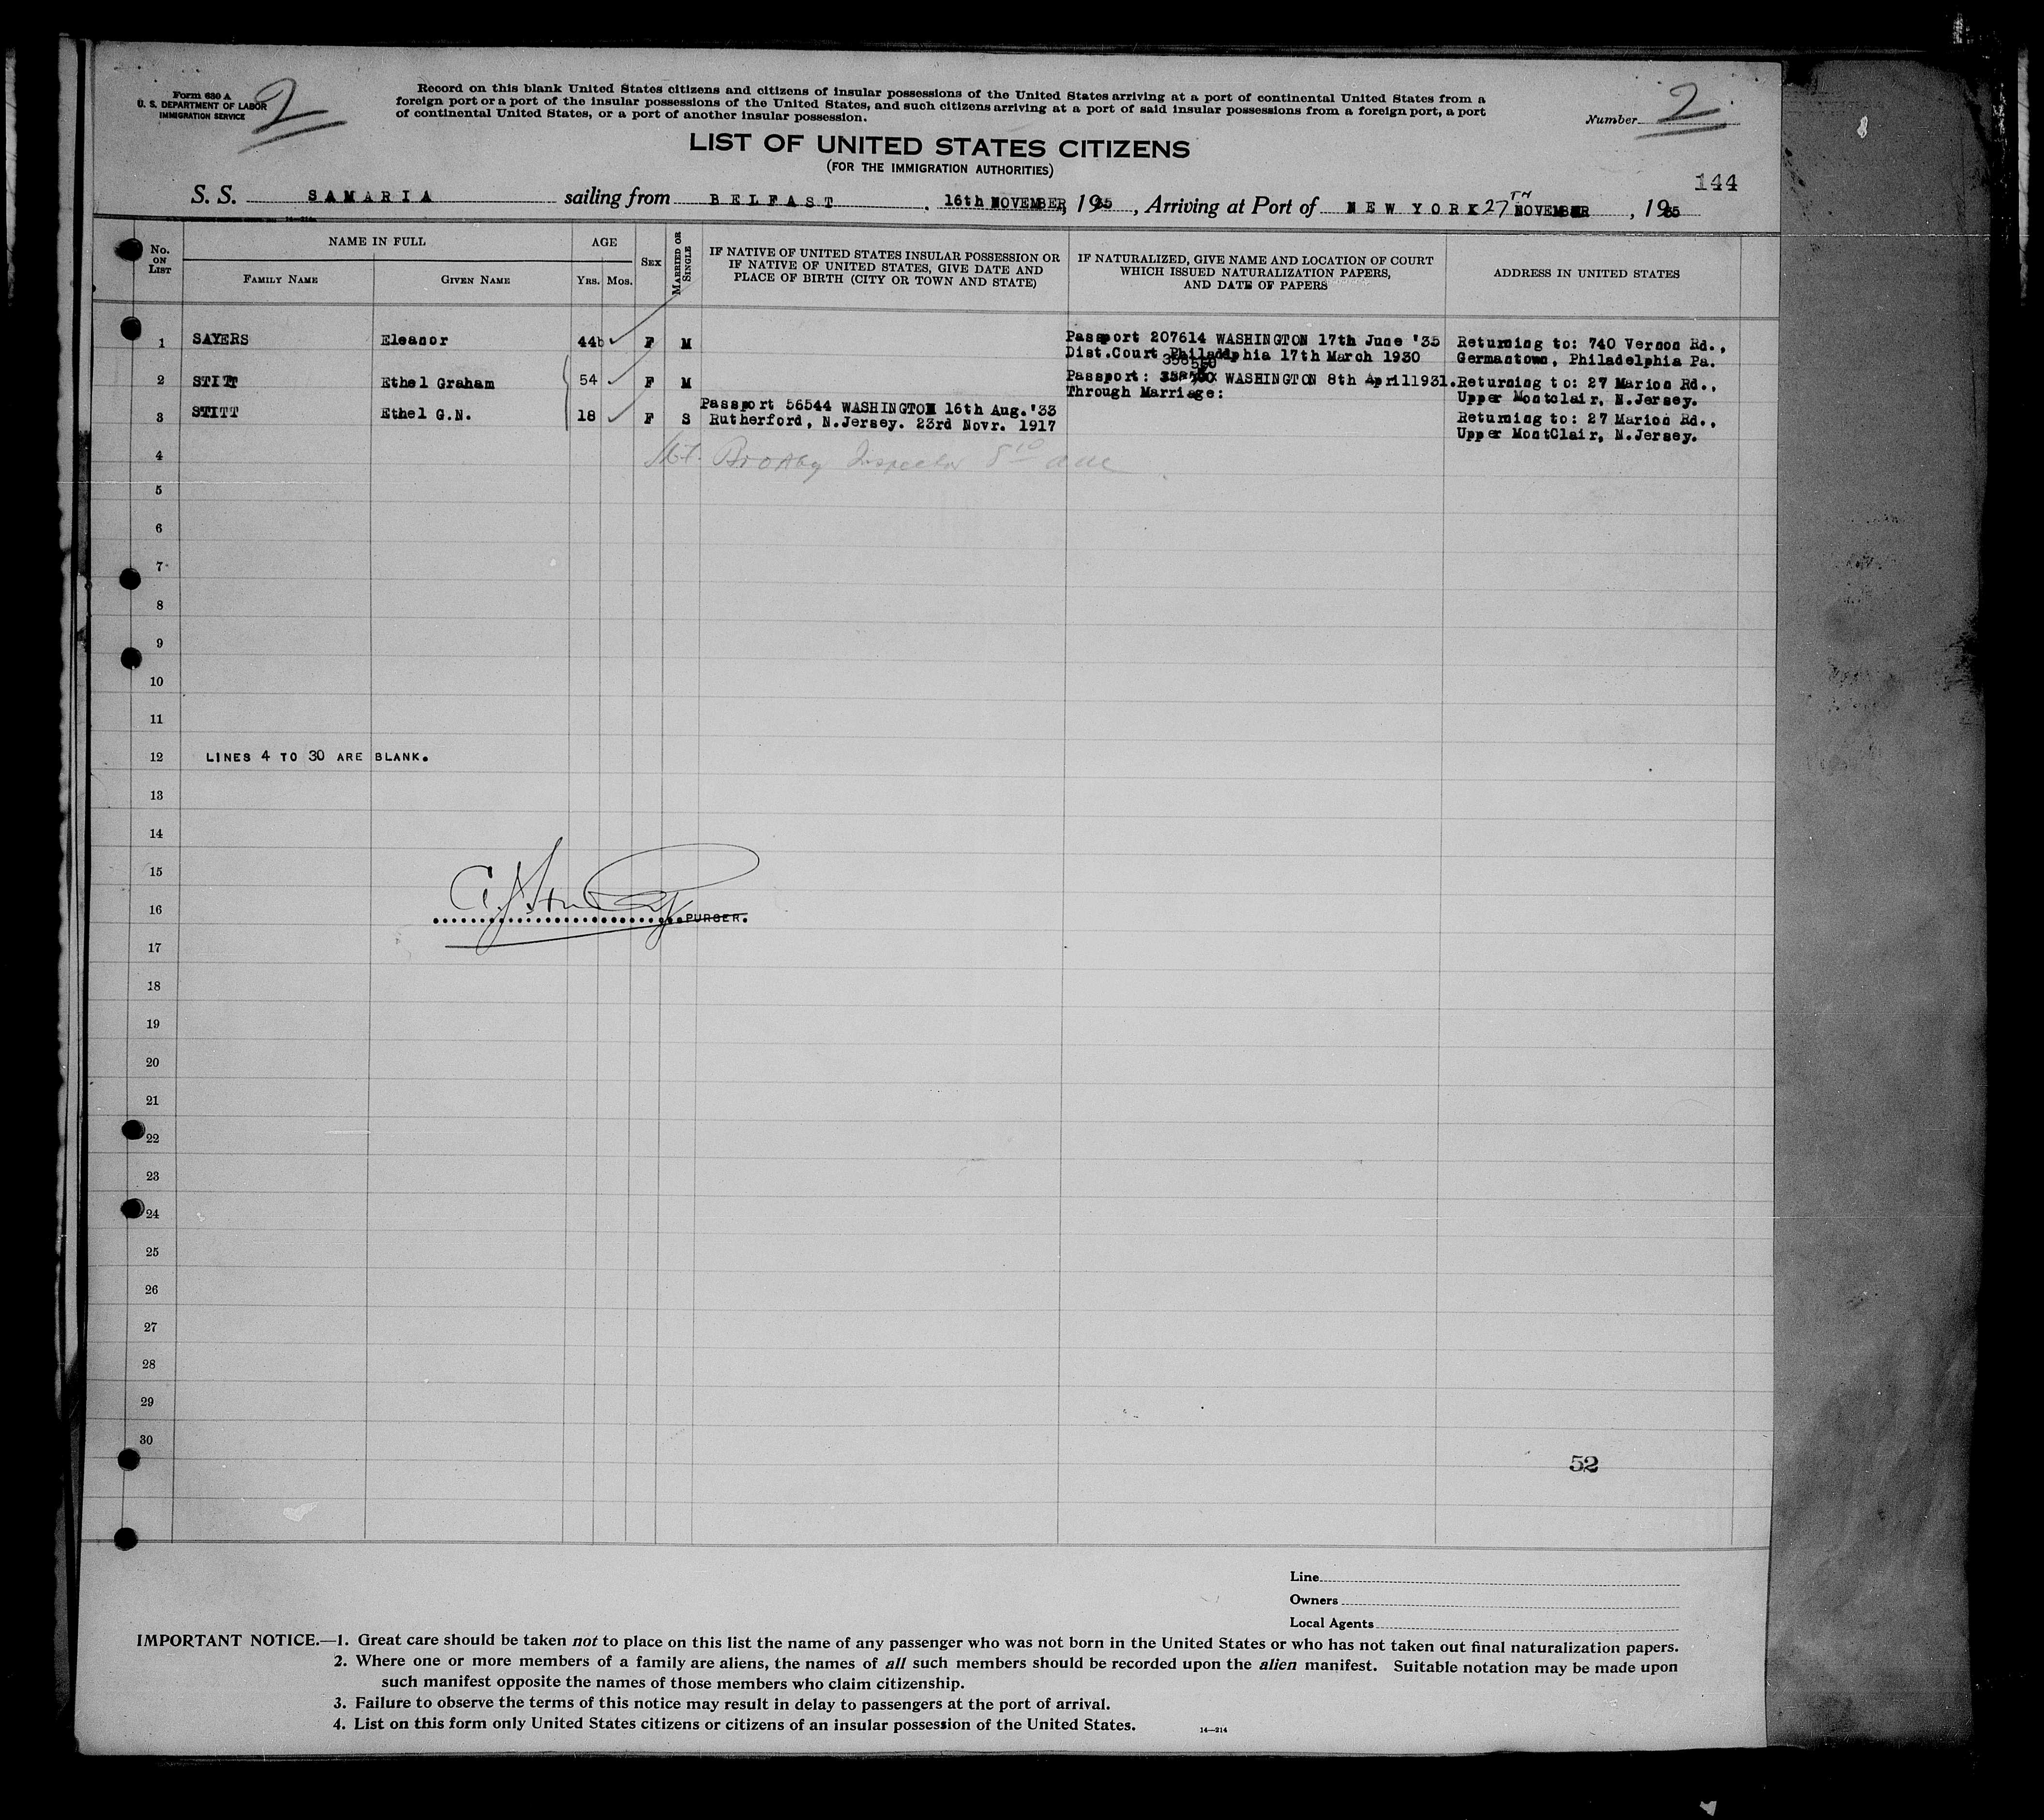 Form 630 A
U. S. DEPARTMENT OF LABOR
IMMIGRATION SERVICE
2
Record on this blank United States citizens and citizens of insular possessions of the United States arriving at a port of continental United States from a
foreign port or a port of the insular possessions of the United States, and such citizens arriving at a port of said insular possessions from a foreign port, a port
of continental United States, or a port of another insular possession.
Number 2
LIST OF UNITED STATES CITIZENS
(FOR THE IMMIGRATION AUTHORITIES)
144
S. S. SAMARIA sailing from BELFAST, 16th NOVEMBER, 1935, Arriving at Port of NEW YORK 27TH NOVEMBER, 1935
No. ON LIST
NAME IN FULL
FAMILY NAME
GIVEN NAME
AGE
YRS. MOS.
SEX
MARRIED OR SINGLE
IF NATIVE OF UNITED STATES INSULAR POSSESSION OR
IF NATIVE OF UNITED STATES, GIVE DATE AND
PLACE OF BIRTH (CITY OR TOWN AND STATE)
IF NATURALIZED, GIVE NAME AND LOCATION OF COURT
WHICH ISSUED NATURALIZATION PAPERS,
AND DATE OF PAPERS
ADDRESS IN UNITED STATES
1 SAYERS Eleanor 44 F M Passport 207614 WASHINGTON 17th June '35 Returning to: 740 Vernon Rd.,
Dist.Court Philadphia 17th March 1930 Germantown, Philadelphia Pa.
2 STITT Ethel Graham 54 F M Passport: 358550 WASHINGTON 8th April1931. Returning to: 27 Marion Rd.,
Through Marriage: Upper Montclair, N.Jersey.
3 STITT Ethel G.N. 18 F S Passport 56544 WASHINGTON 16th Aug.'33 Returning to: 27 Marion Rd.,
Rutherford, N.Jersey. 23rd Novr. 1917 Upper MontClair, N.Jersey.
4 Inspector
5
6
7
8
9
10
11
12 LINES 4 TO 30 ARE BLANK.
13
14
15
16 PURSER.
17
18
19
20
21
22
23
24
25
26
27
28
29
30
52
Line
Owners
Local Agents
IMPORTANT NOTICE.—1. Great care should be taken not to place on this list the name of any passenger who was not born in the United States or who has not taken out final naturalization papers.
2. Where one or more members of a family are aliens, the names of all such members should be recorded upon the alien manifest. Suitable notation may be made upon
such manifest opposite the names of those members who claim citizenship.
3. Failure to observe the terms of this notice may result in delay to passengers at the port of arrival.
4. List on this form only United States citizens or citizens of an insular possession of the United States.
14—214